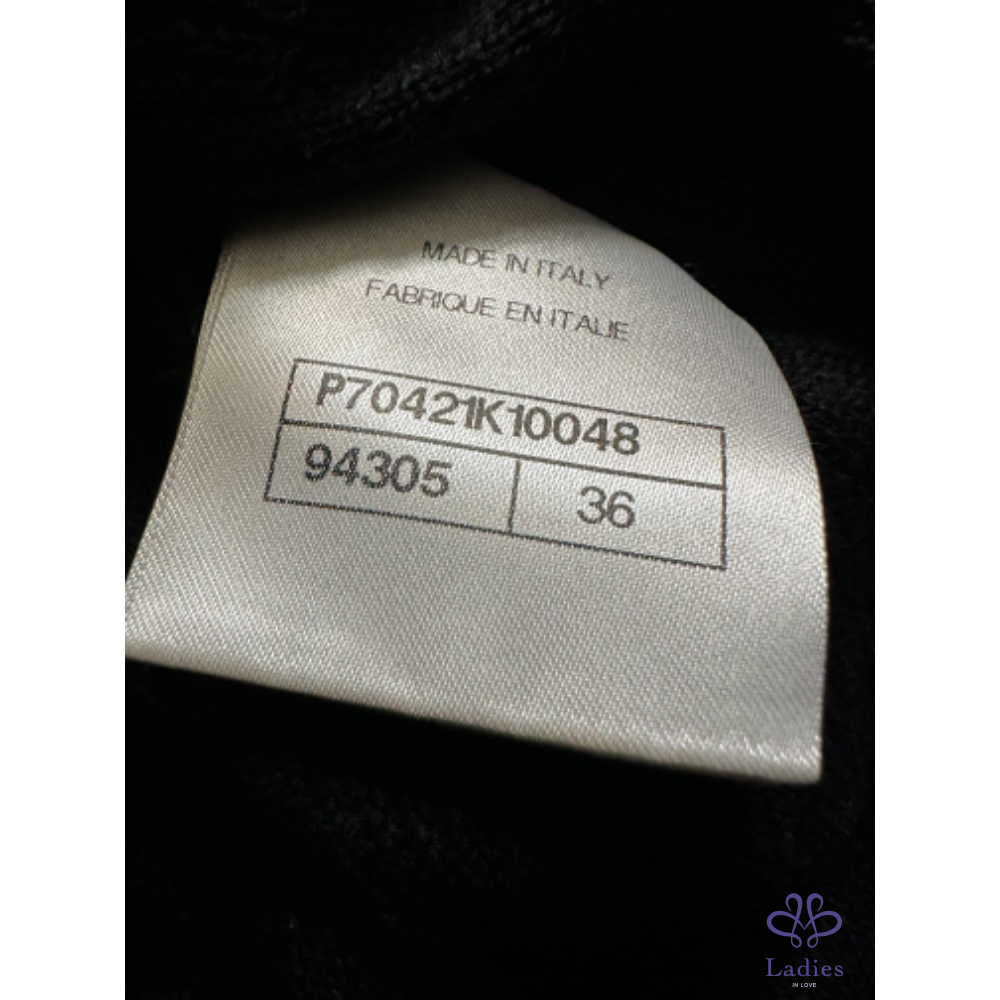 MADE IN ITALY
FABRIQUE EN ITALIE
P70421K10048
94305 36
Ladies
IN LOVE